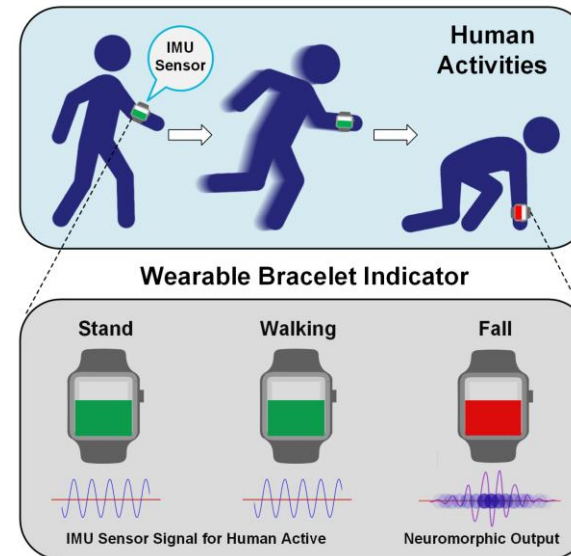 IMU
Sensor
Human
Activities
Wearable Bracelet Indicator
Stand
Walking
Fall
IMU Sensor Signal for Human Active
Neuromorphic Output